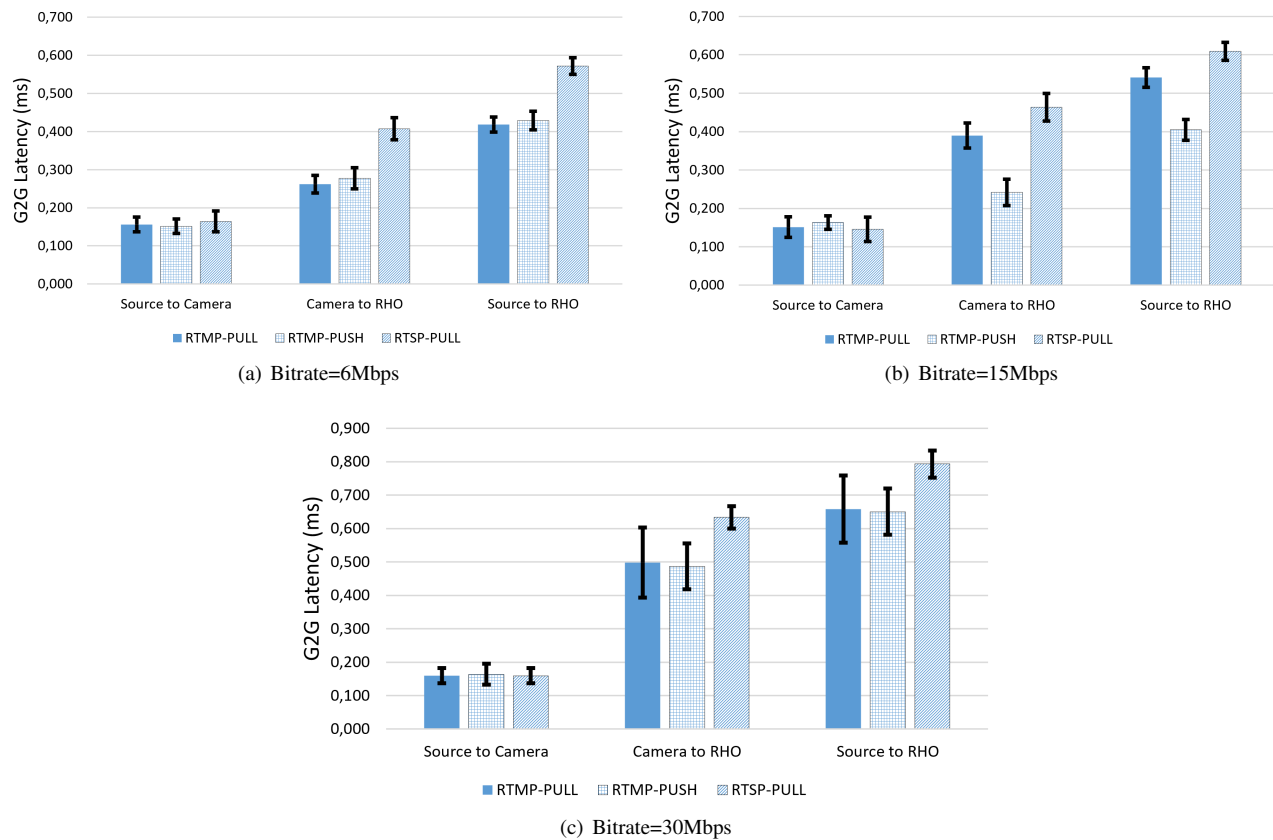 0,700
0,600
0,500
0,400
0,300
0,200
0,100
0,000
G2G Latency (ms)
Source to Camera Camera to RHO Source to RHO
RTMP-PULL RTMP-PUSH RTSP-PULL
(a) Bitrate=6Mbps
0,700
0,600
0,500
0,400
0,300
0,200
0,100
0,000
G2G Latency (ms)
Source to Camera Camera to RHO Source to RHO
RTMP-PULL RTMP-PUSH RTSP-PULL
(b) Bitrate=15Mbps
0,900
0,800
0,700
0,600
0,500
0,400
0,300
0,200
0,100
0,000
G2G Latency (ms)
Source to Camera Camera to RHO Source to RHO
RTMP-PULL RTMP-PUSH RTSP-PULL
(c) Bitrate=30Mbps